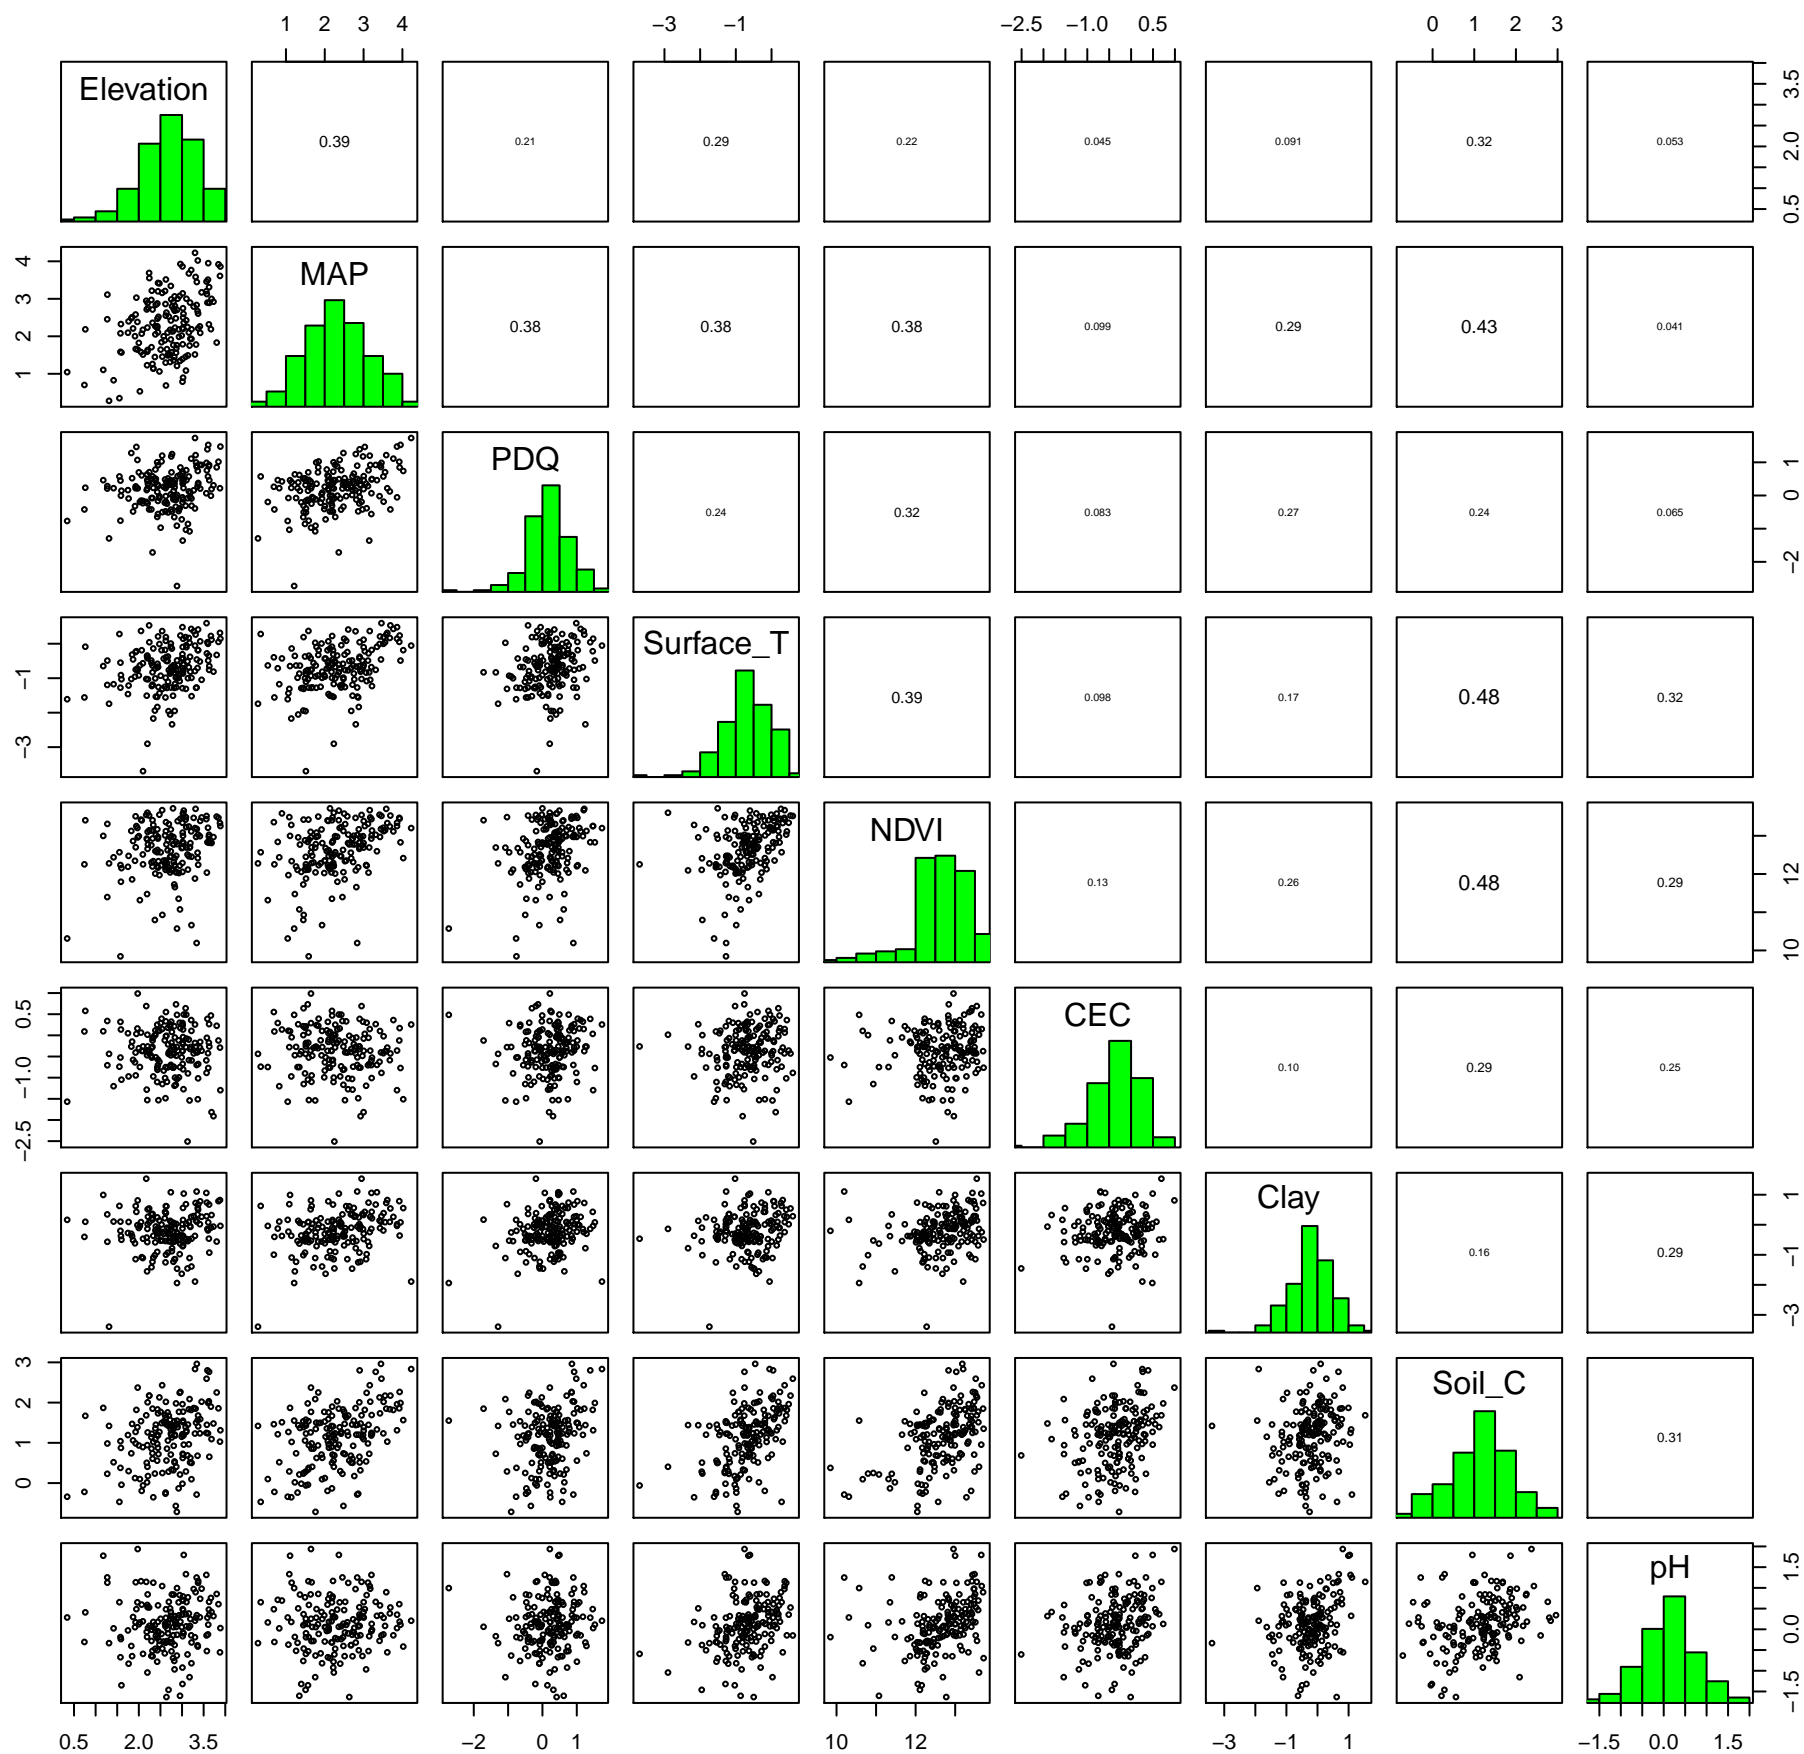 1 2 3 4 −3 −1 −2.5 −1.0 0.5 0 1 2 3
Elevation 0.39 0.21 0.29 0.22 0.045 0.091 0.32 0.053 0.5 2.0 3.5
1 2 3 4 MAP 0.38 0.38 0.38 0.099 0.29 0.43 0.041
PDQ 0.24 0.32 0.083 0.27 0.24 0.065 −2 0 1
−3 −1 Surface_T 0.39 0.098 0.17 0.48 0.32
NDVI 0.13 0.26 0.48 0.29 10 12
−2.5 −1.0 0.5 CEC 0.10 0.29 0.25
Clay 0.16 0.29 −3 −1 1
0 1 2 3 Soil_C 0.31
pH −1.5 0.0 1.5
0.5 2.0 3.5 −2 0 1 10 12 −3 −1 1 −1.5 0.0 1.5